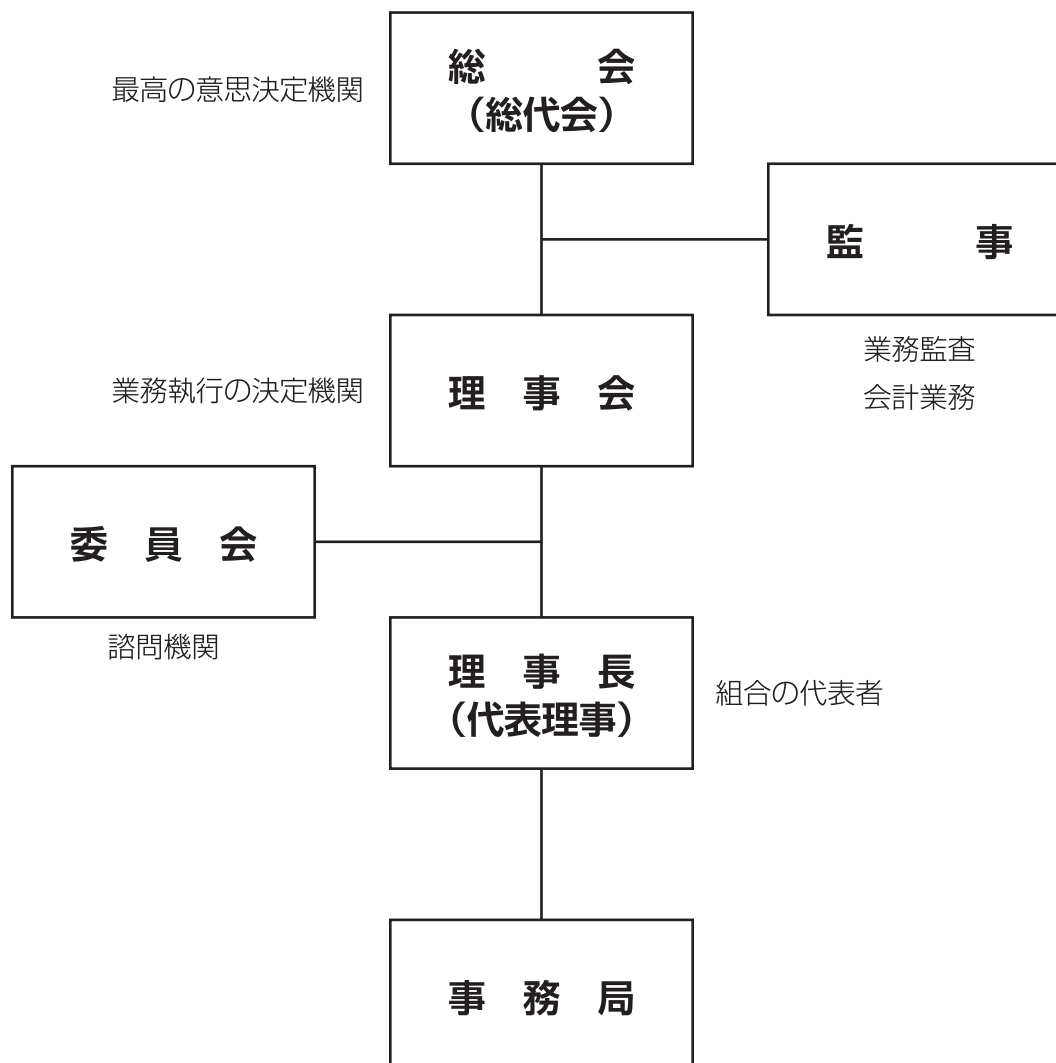 総　会
（総代会）
最高の意思決定機関
監　事
業務監査
会計業務
理　事　会
業務執行の決定機関
委　員　会
諮問機関
理　事　長
（代表理事）
組合の代表者
事　務　局